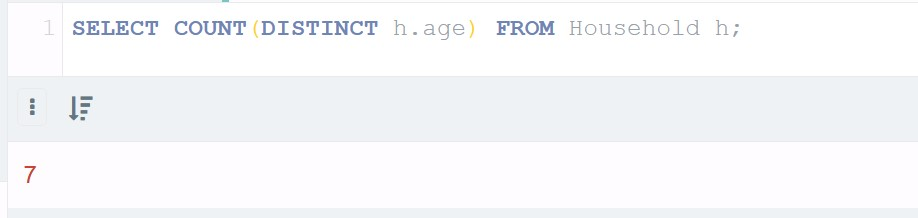 1 SELECT COUNT(DISTINCT h.age) FROM Household h;
7